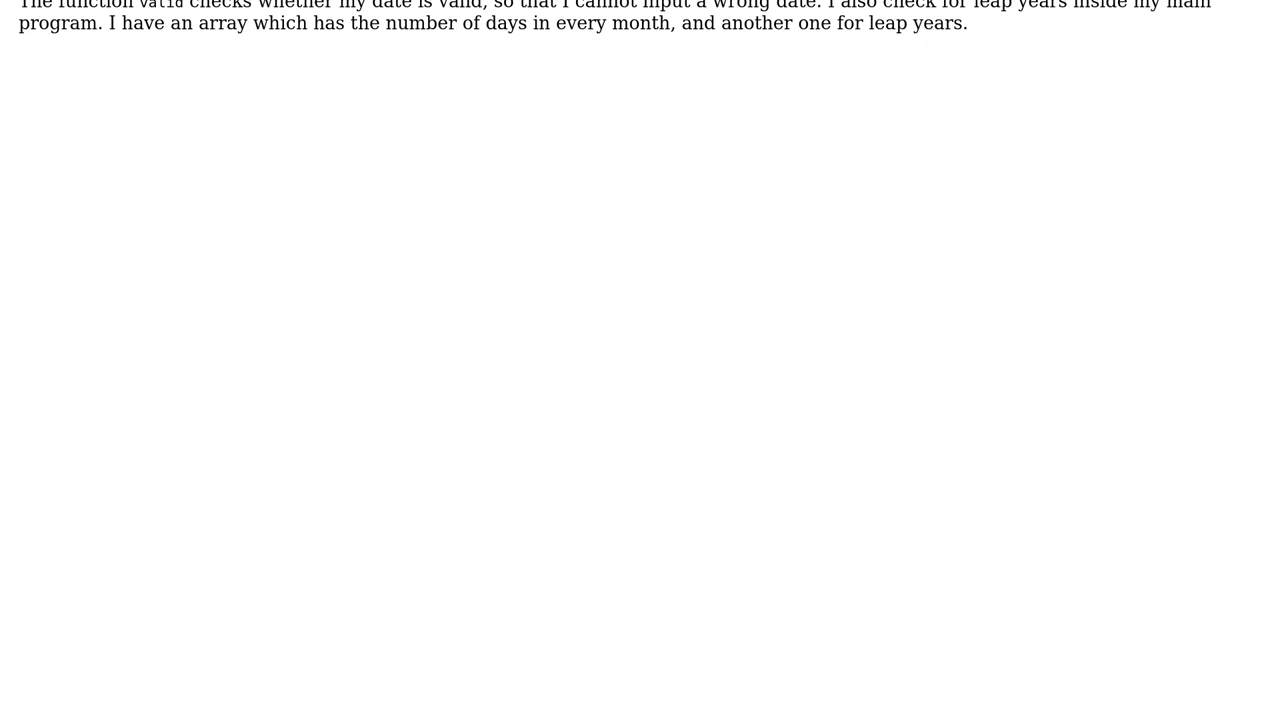 The function valid checks whether my date is valid, so that I cannot input a wrong date. I also check for leap years inside my main
program. I have an array which has the number of days in every month, and another one for leap years.